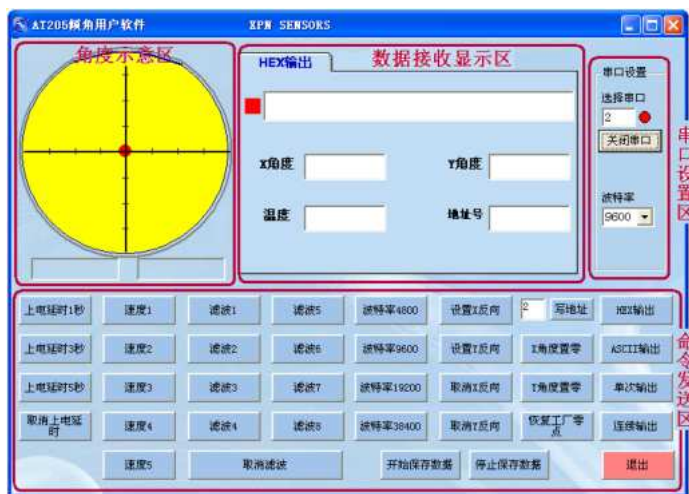 AT205倾角用户软件 XPN SENSORS
角度示意区
HEX输出 数据接收显示区
串口设置
选择串口
2
关闭串口
X角度 Y角度
波特率
温度 地址号
9600
串口设置区
上电延时1秒 速度1 滤波1 滤波5 波特率4800 设置X反向 2 写地址 HEX输出
上电延时3秒 速度2 滤波2 滤波6 波特率9600 设置Y反向 X角度置零 ASCII输出
上电延时5秒 速度3 滤波3 滤波7 波特率19200 取消X反向 Y角度置零 单次输出
取消上电延时 速度4 滤波4 滤波8 波特率38400 取消Y反向 恢复工厂零点 连续输出
速度5 取消滤波 开始保存数据 停止保存数据 退出
命令发送区